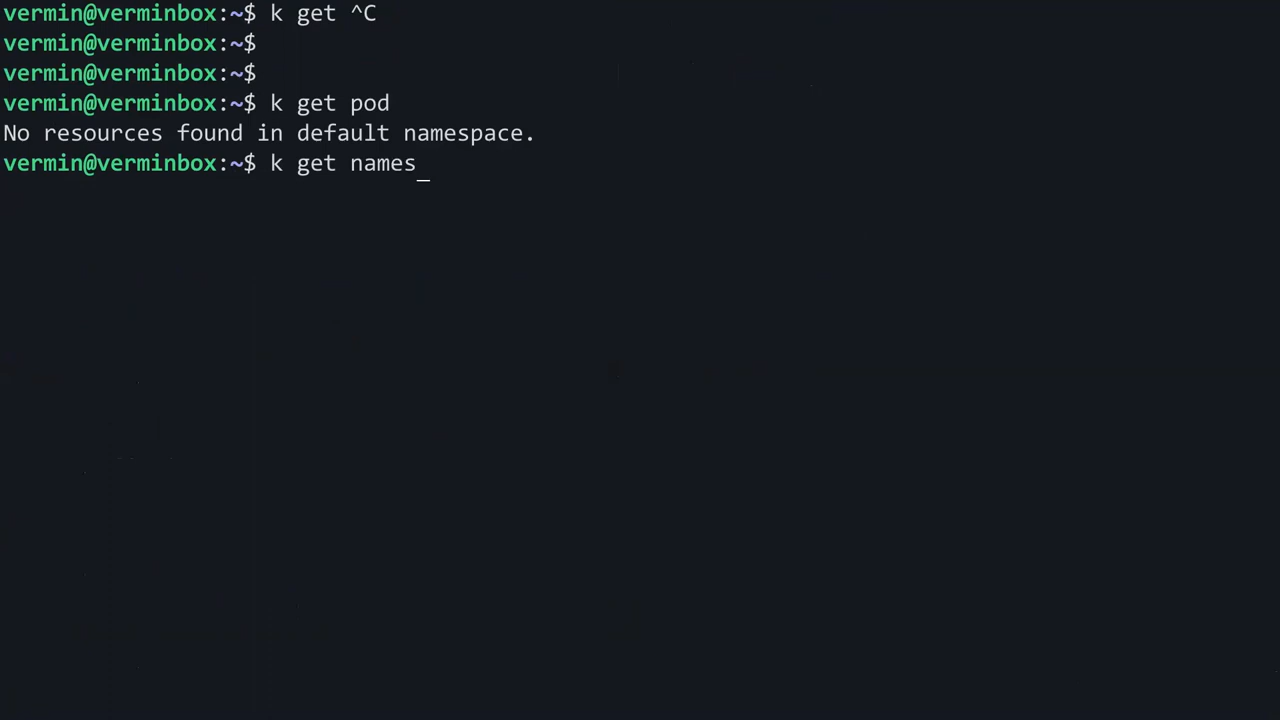 vermin@verminbox:~$ k get ^C
vermin@verminbox:~$
vermin@verminbox:~$
vermin@verminbox:~$ k get pod
No resources found in default namespace.
vermin@verminbox:~$ k get names_